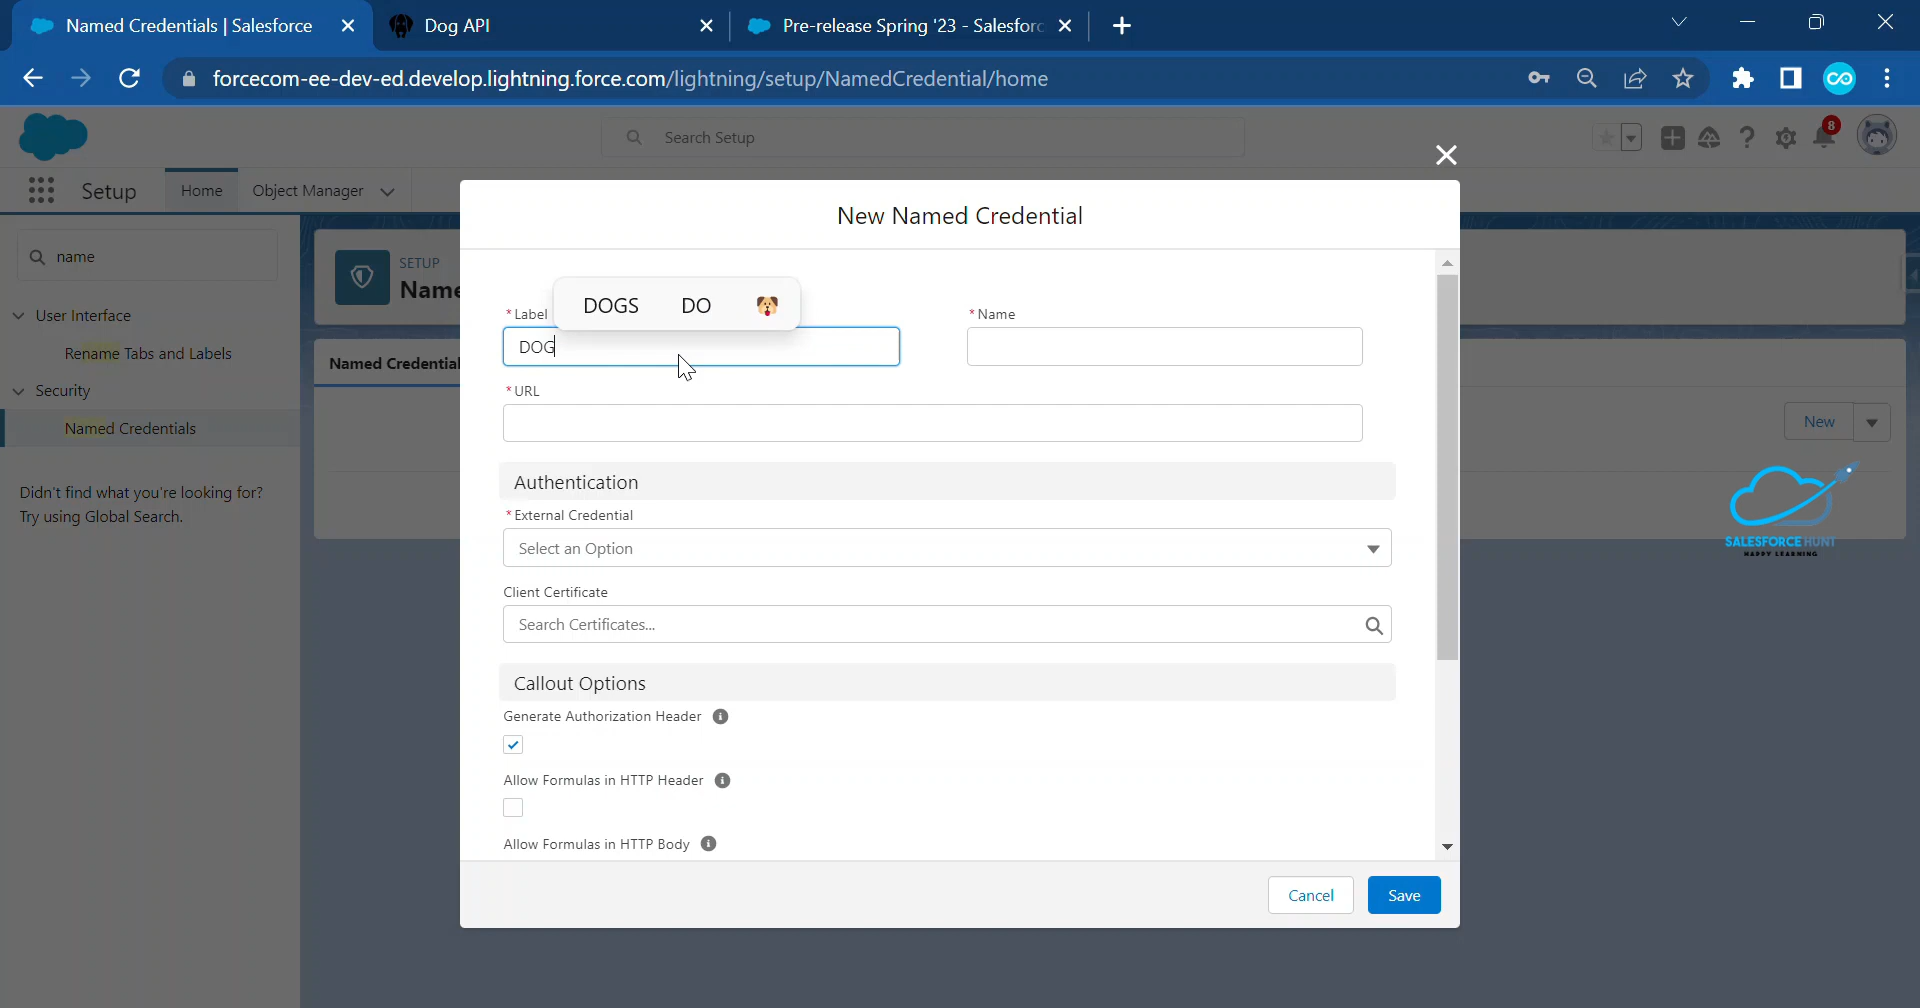 Named Credentials | Salesforce
Dog API
Pre-release Spring '23 - Salesforc
forcecom-ee-dev-ed.develop.lightning.force.com/lightning/setup/NamedCredential/home
Search Setup
8
Setup
Home
Object Manager
name
User Interface
Rename Tabs and Labels
Security
Named Credentials
Didn't find what you're looking for?
Try using Global Search.
SETUP
Name
Named Credential
New
SALESFORCE HUNT
HAPPY LEARNING
New Named Credential
DOGS DO
* Label
DOG
* Name
* URL
Authentication
* External Credential
Select an Option
Client Certificate
Search Certificates...
Callout Options
Generate Authorization Header
Allow Formulas in HTTP Header
Allow Formulas in HTTP Body
Cancel
Save